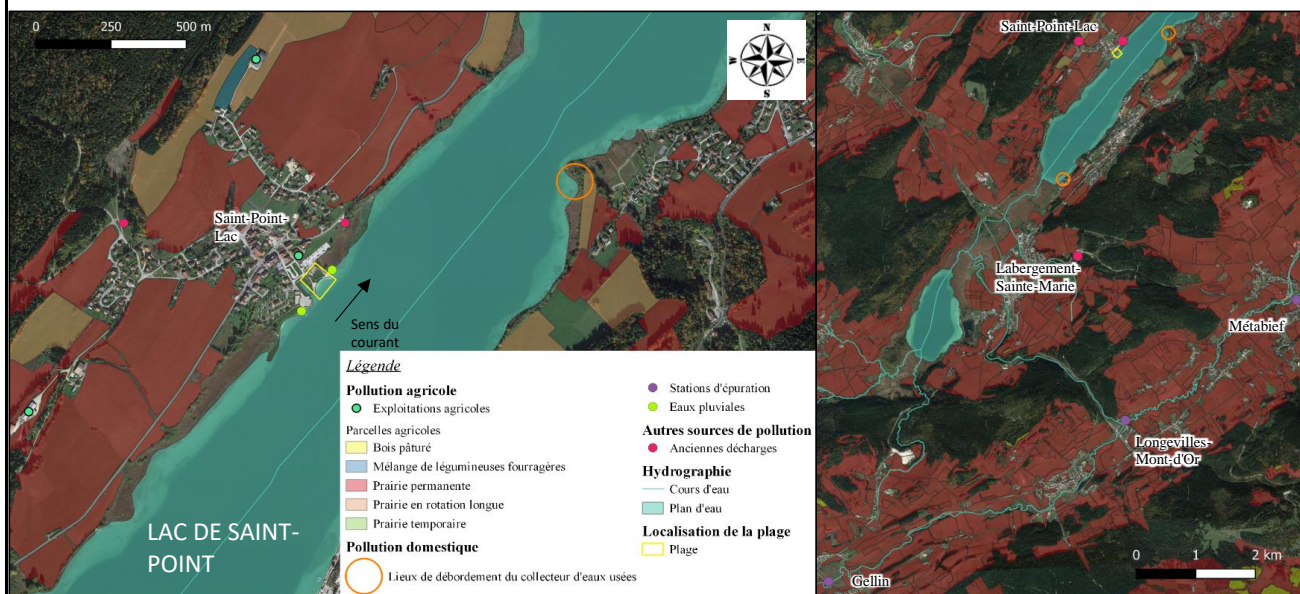 0 250 500 m
N
W E
S
Saint-Point-
Lac
Sens du
courant
LAC DE SAINT-
POINT
Légende
Pollution agricole
Exploitations agricoles
Parcelles agricoles
Bois pâturé
Mélange de légumineuses fourragères
Prairie permanente
Prairie en rotation longue
Prairie temporaire
Pollution domestique
Lieux de débordement du collecteur d'eaux usées
Stations d'épuration
Eaux pluviales
Autres sources de pollution
Anciennes décharges
Hydrographie
Cours d'eau
Plan d'eau
Localisation de la plage
Plage
Saint-Point-Lac
Labergement-
Sainte-Marie
Métabief
Longevilles-
Mont-d'Or
Gellin
0 1 2 km